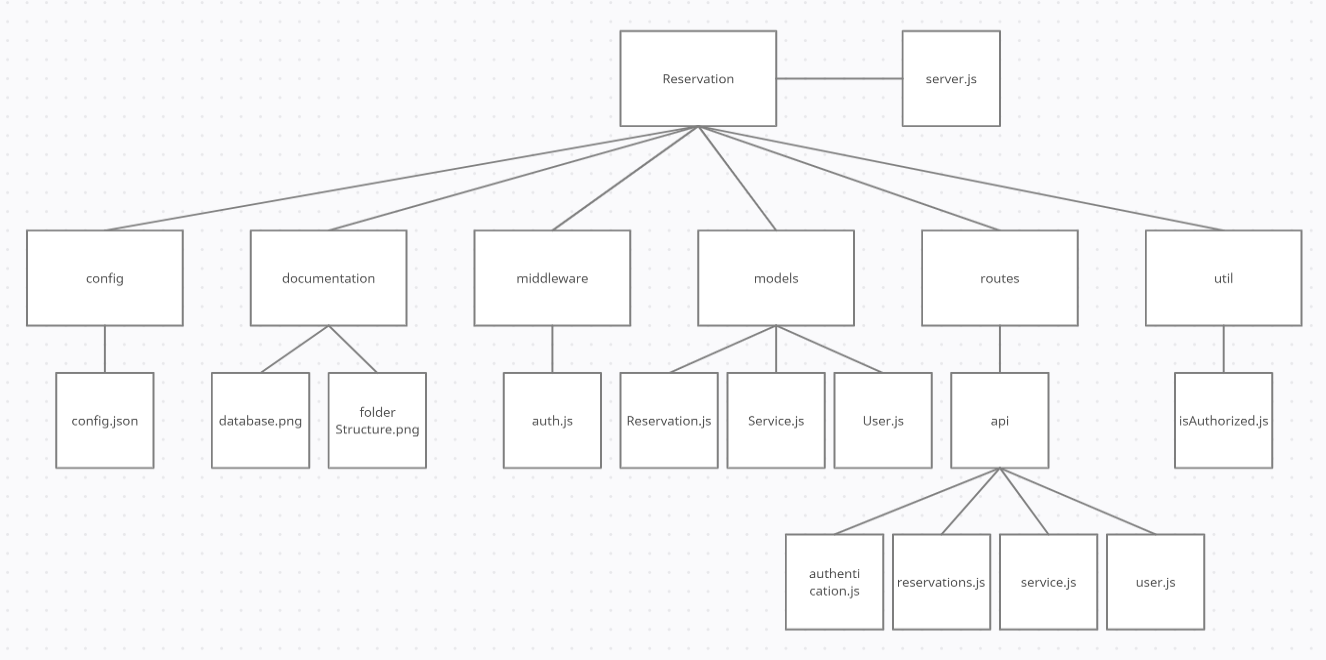 Reservation
server.js
config
documentation
middleware
models
routes
util
config.json
database.png
folder
Structure.png
auth.js
Reservation.js
Service.js
User.js
api
isAuthorized.js
authenti
cation.js
reservations.js
service.js
user.js